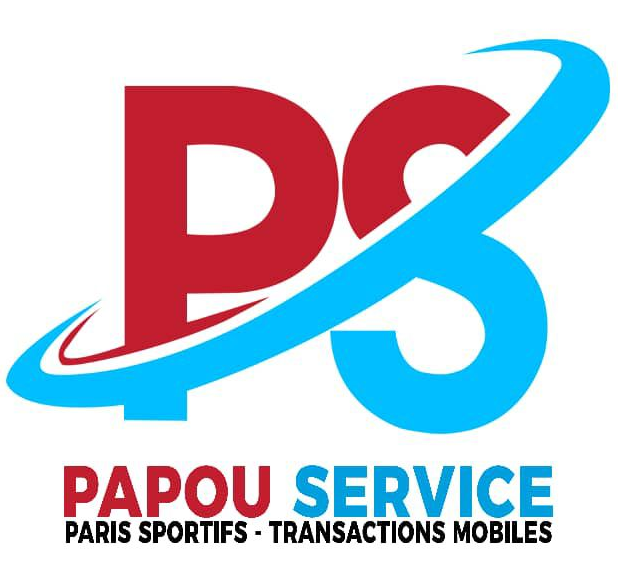 PS
PAPOU SERVICE
PARIS SPORTIFS - TRANSACTIONS MOBILES